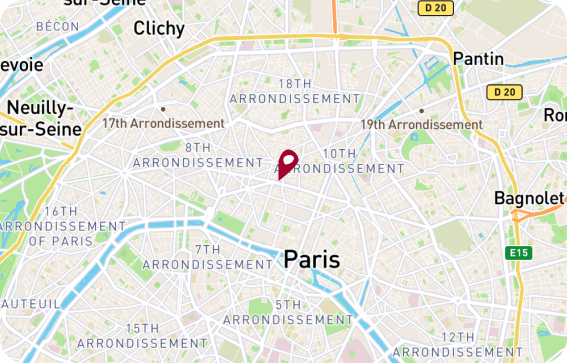 sur-Seine
D 20
BÉCON
Clichy
Pantin
evoie
18TH
ARRONDISSEMENT
D 20
Neuilly-
sur-Seine
17th Arrondissement
19th Arrondissement
Ro
8TH
ARRONDISSEMENT
10TH
ARRONDISSEMENT
Bagnolet
16TH
ARRONDISSEMENT
OF PARIS
7TH
ARRONDISSEMENT
Paris
E15
AUTEUIL
5TH
ARRONDISSEMENT
15TH
ARRONDISSEMENT
12TH
ARRONDISSEMENT